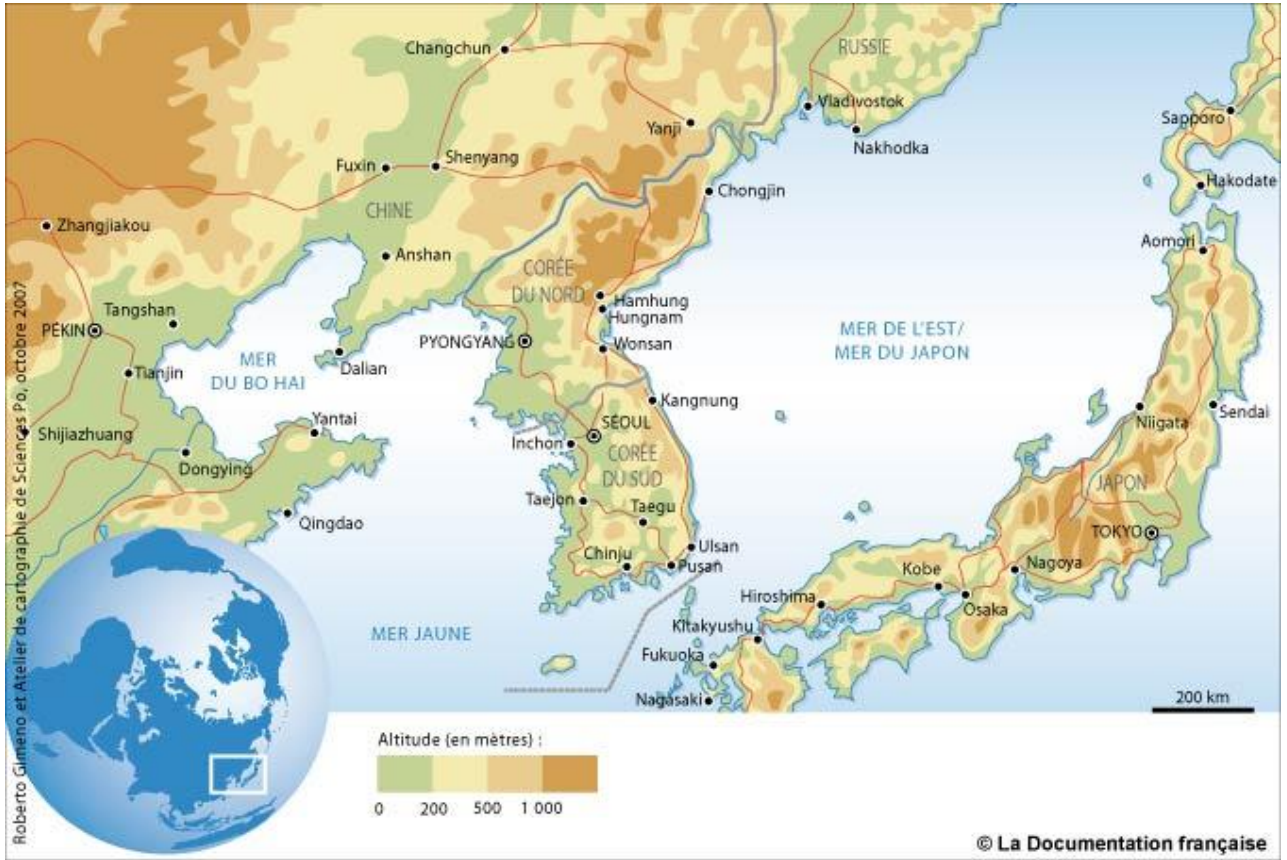 Changchun
RUSSIE
Vladivostok
Sapporo
Yanji
Nakhodka
Fuxin
Shenyang
Chongjin
Hakodate
CHINE
Zhangjiakou
Aomori
Anshan
CORÉE
DU NORD
Tangshan
Hamhung
Hungnam
PÉKIN
PYONGYANG
Wonsan
MER DE L'EST/
MER DU JAPON
MER
DU BO HAI
Dalian
Tianjin
Kangnung
Niigata
Sendai
Yantai
SÉOUL
Shijiazhuang
Inchon
CORÉE
DU SUD
Dongying
JAPON
Taejon
Taegu
Qingdao
TOKYO
Ulsan
Chinju
Pusan
Kobe
Nagoya
Hiroshima
Osaka
MER JAUNE
Kitakyushu
Fukuoka
Nagasaki
200 km
Altitude (en mètres) :
0 200 500 1 000
Roberto Gimeno et Atelier de cartographie de Sciences Po, octobre 2007
© La Documentation française